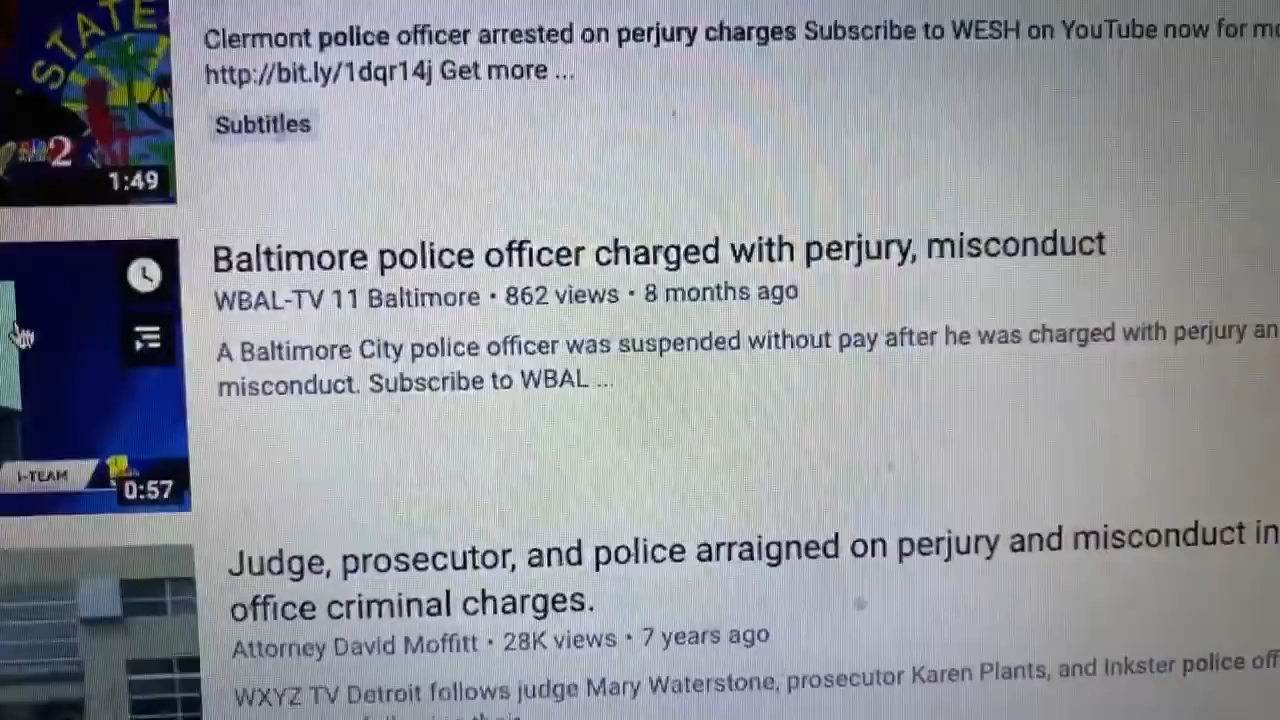 STATE
Clermont police officer arrested on perjury charges Subscribe to WESH on YouTube now for mo
http://bit.ly/1dqr14j Get more ...
Subtitles
2
1:49
Baltimore police officer charged with perjury, misconduct
WBAL-TV 11 Baltimore • 862 views • 8 months ago
A Baltimore City police officer was suspended without pay after he was charged with perjury an
misconduct. Subscribe to WBAL ...
I-TEAM
0:57
Judge, prosecutor, and police arraigned on perjury and misconduct in
office criminal charges.
Attorney David Moffitt • 28K views • 7 years ago
WXYZ TV Detroit follows judge Mary Waterstone, prosecutor Karen Plants, and Inkster police off